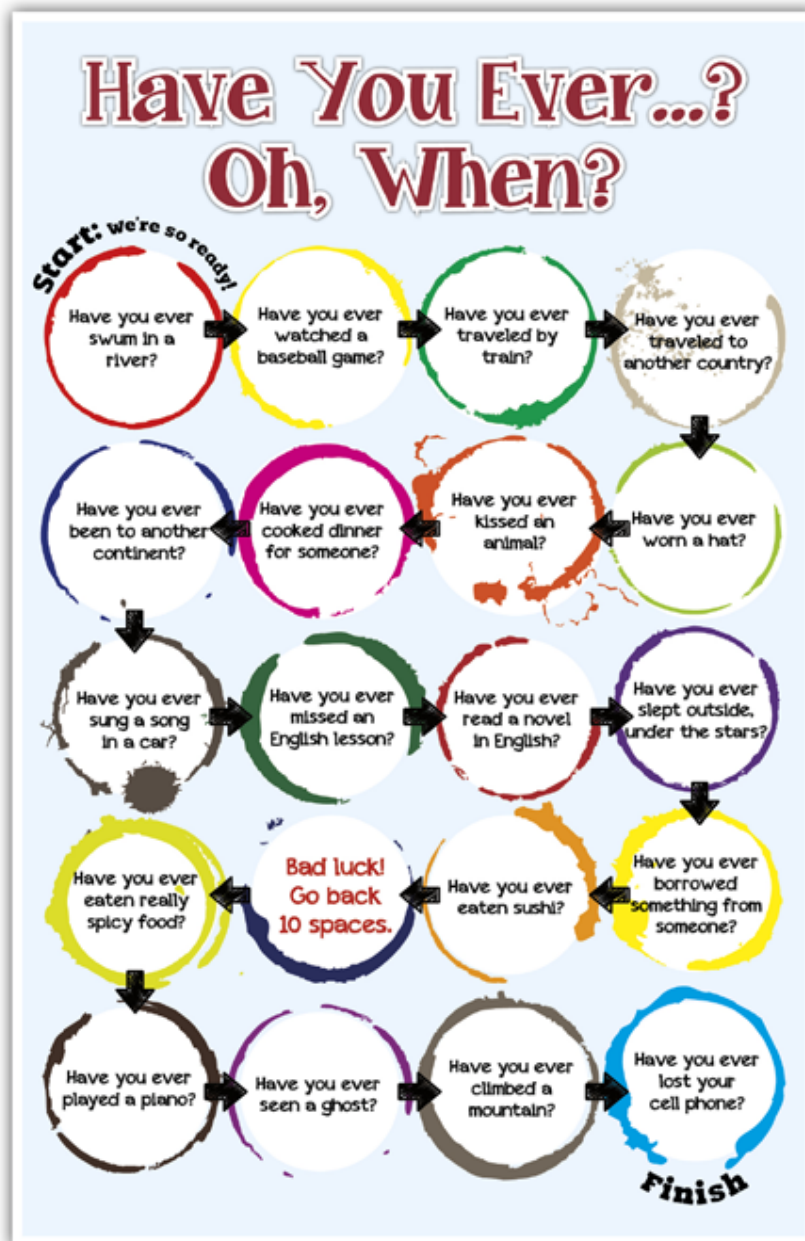 Have You Ever...?
Oh, When?
Start: We're so ready!
Have you ever
swum in a
river?
Have you ever
watched a
baseball game?
Have you ever
traveled by
train?
Have you ever
traveled to
another country?
Have you ever
worn a hat?
Have you ever
kissed an
animal?
Have you ever
cooked dinner
for someone?
Have you ever
been to another
continent?
Have you ever
sung a song
in a car?
Have you ever
missed an
English lesson?
Have you ever
read a novel
in English?
Have you ever
slept outside,
under the stars?
Have you ever
borrowed
something from
someone?
Have you ever
eaten sushi?
Bad luck!
Go back
10 spaces.
Have you ever
eaten really
spicy food?
Have you ever
played a piano?
Have you ever
seen a ghost?
Have you ever
climbed a
mountain?
Have you ever
lost your
cell phone?
Finish